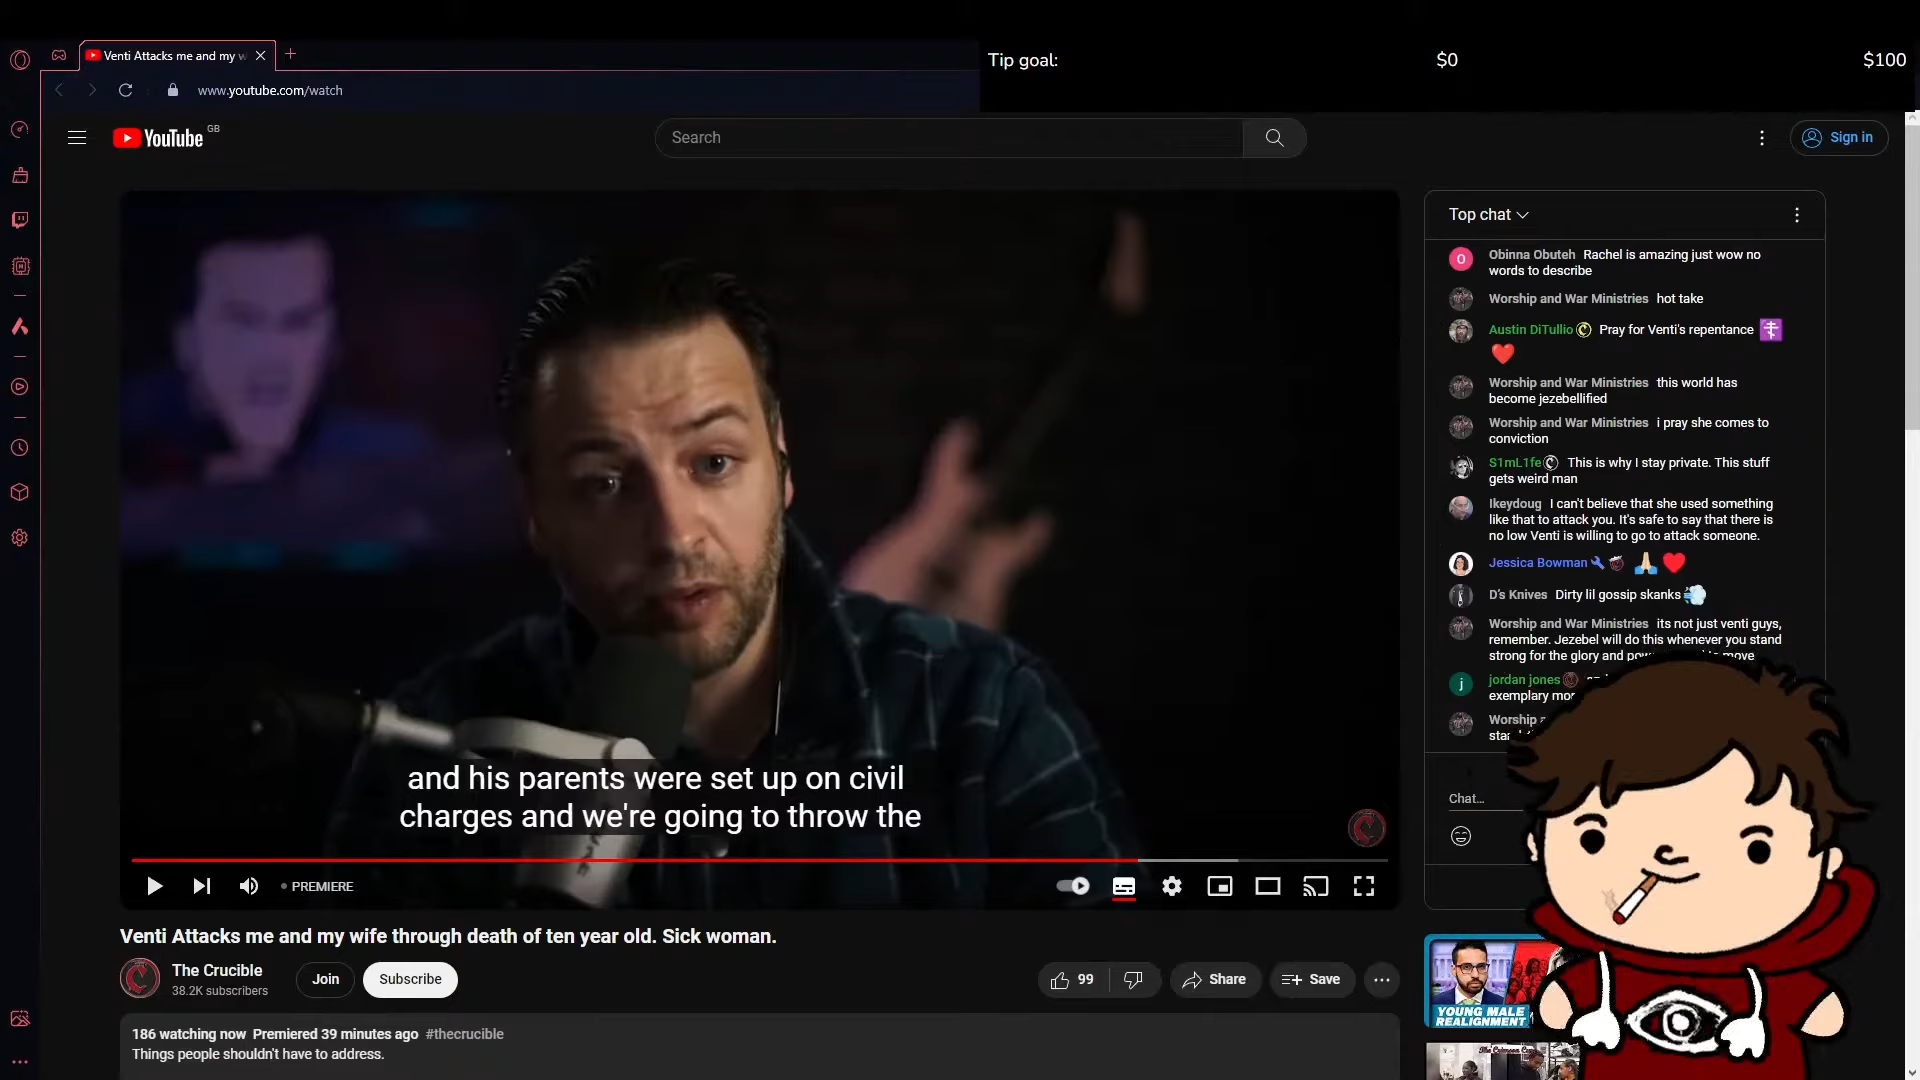 Venti Attacks me and my w
www.youtube.com/watch
Tip goal:
$0
$100
YouTube GB
Search
Sign in
Top chat
Obinna Obuteh Rachel is amazing just wow no
words to describe
Worship and War Ministries hot take
Austin DiTullio Pray for Venti's repentance
Worship and War Ministries this world has
become jezebellified
Worship and War Ministries i pray she comes to
conviction
S1mL1fe This is why I stay private. This stuff
gets weird man
Ikeydoug I can't believe that she used something
like that to attack you. It's safe to say that there is
no low Venti is willing to go to attack someone.
Jessica Bowman
D's Knives Dirty lil gossip skanks
Worship and War Ministries its not just venti guys,
remember. Jezebel will do this whenever you stand
strong for the glory and move
jordan jones
exemplary
Worship
Chat...
and his parents were set up on civil
charges and we're going to throw the
PREMIERE
Venti Attacks me and my wife through death of ten year old. Sick woman.
The Crucible
38.2K subscribers
Join
Subscribe
99
Share
Save
186 watching now Premiered 39 minutes ago #thecrucible
Things people shouldn't have to address.
YOUNG MALE
REALIGNMENT